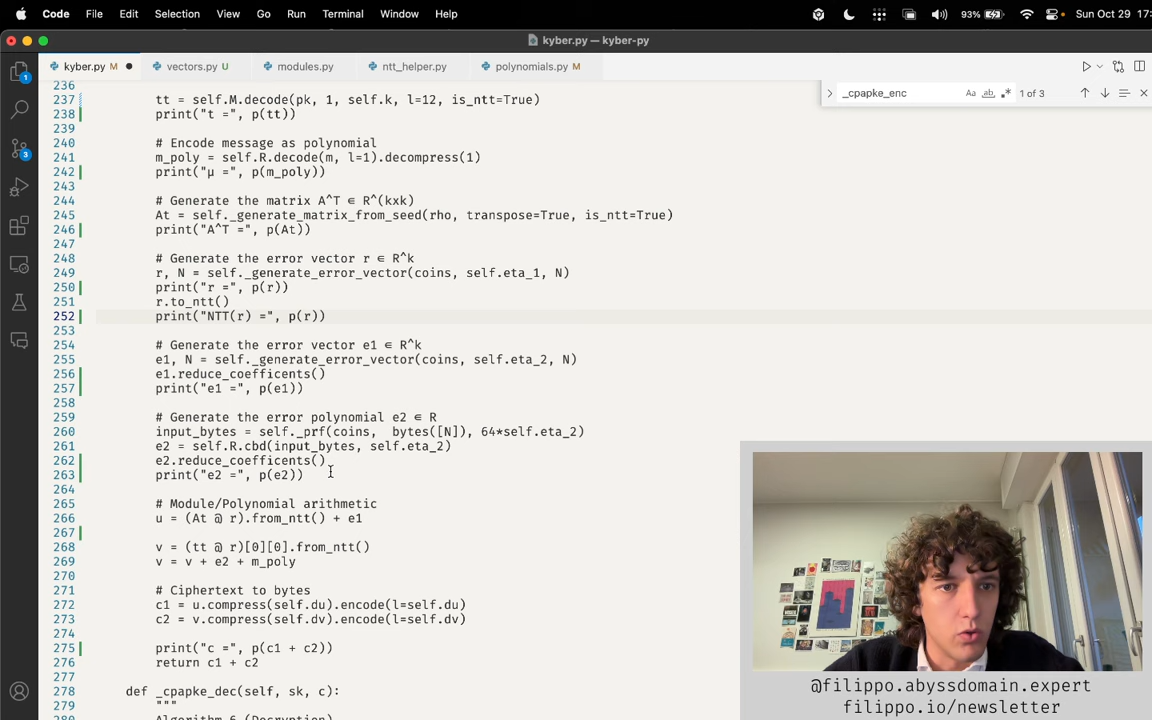 Code File Edit Selection View Go Run Terminal Window Help 93% Sun Oct 29 17:
kyber.py — kyber-py
kyber.py M vectors.py U modules.py ntt_helper.py polynomials.py M
_cpapke_enc Aa ab 1 of 3
236
237 tt = self.M.decode(pk, 1, self.k, l=12, is_ntt=True)
238 print("t =", p(tt))
239
240 # Encode message as polynomial
241 m_poly = self.R.decode(m, l=1).decompress(1)
242 print("μ =", p(m_poly))
243
244 # Generate the matrix A^T ∈ R^(kxk)
245 At = self._generate_matrix_from_seed(rho, transpose=True, is_ntt=True)
246 print("A^T =", p(At))
247
248 # Generate the error vector r ∈ R^k
249 r, N = self._generate_error_vector(coins, self.eta_1, N)
250 print("r =", p(r))
251 r.to_ntt()
252 print("NTT(r) =", p(r))
253
254 # Generate the error vector e1 ∈ R^k
255 e1, N = self._generate_error_vector(coins, self.eta_2, N)
256 e1.reduce_coefficents()
257 print("e1 =", p(e1))
258
259 # Generate the error polynomial e2 ∈ R
260 input_bytes = self._prf(coins,  bytes([N]), 64*self.eta_2)
261 e2 = self.R.cbd(input_bytes, self.eta_2)
262 e2.reduce_coefficents()
263 print("e2 =", p(e2))
264
265 # Module/Polynomial arithmetic
266 u = (At @ r).from_ntt() + e1
267
268 v = (tt @ r)[0][0].from_ntt()
269 v = v + e2 + m_poly
270
271 # Ciphertext to bytes
272 c1 = u.compress(self.du).encode(l=self.du)
273 c2 = v.compress(self.dv).encode(l=self.dv)
274
275 print("c =", p(c1 + c2))
276 return c1 + c2
277
278 def _cpapke_dec(self, sk, c):
279 """
280 Algorithm 6 (Decryption)
1
3
@filippo.abyssdomain.expert
filippo.io/newsletter